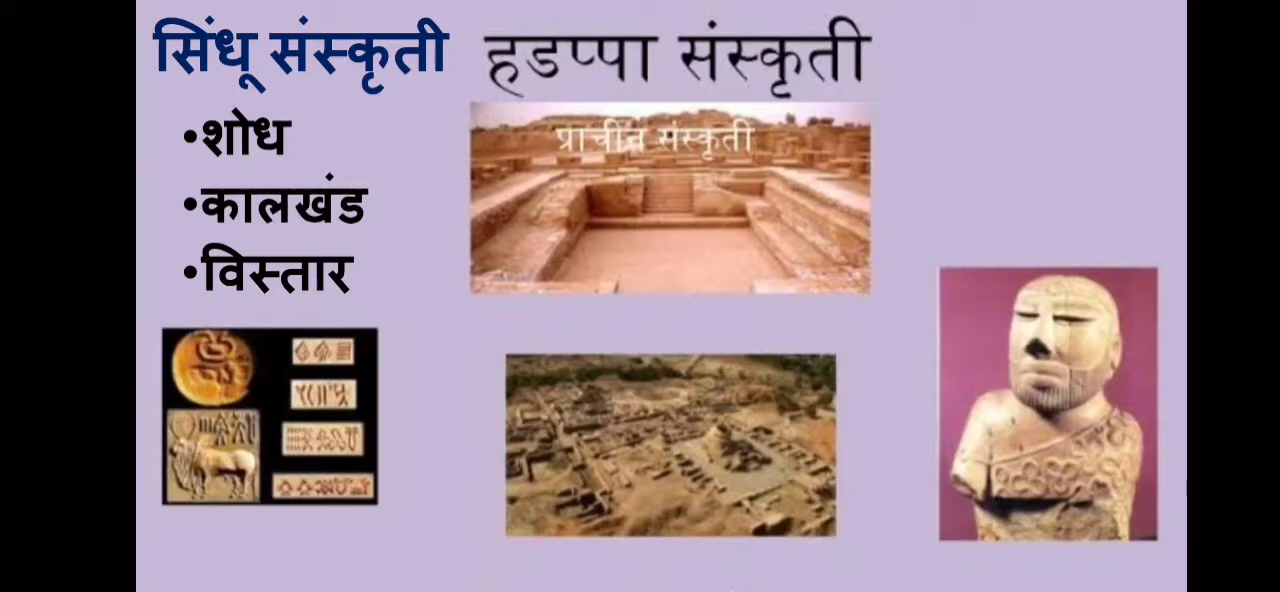 सिंधू संस्कृती
हडप्पा संस्कृती
•शोध
•कालखंड
•विस्तार
प्राचीन संस्कृती